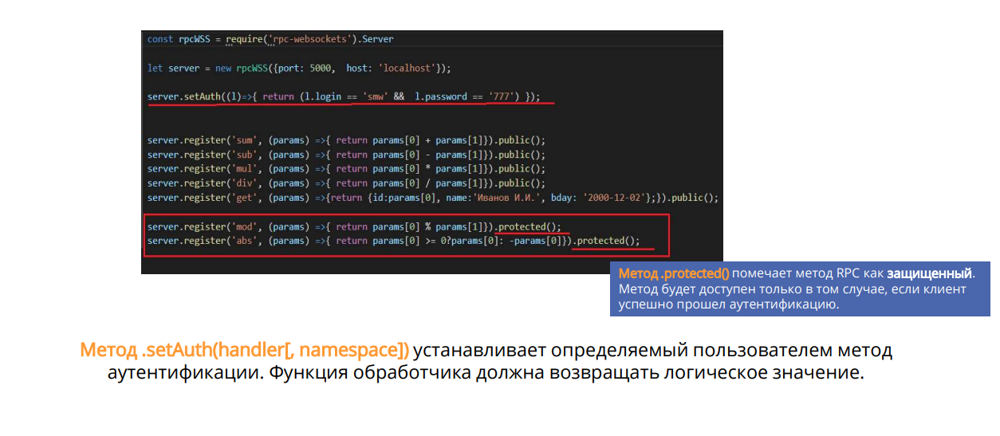 const rpcWSS = require('rpc-websockets').Server
let server = new rpcWSS({port: 5000,  host: 'localhost'});
server.setAuth((l)=>{ return (l.login == 'smw' &&  l.password == '777') });
server.register('sum', (params) =>{ return params[0] + params[1]}).public();
server.register('sub', (params) =>{ return params[0] - params[1]}).public();
server.register('mul', (params) =>{ return params[0] * params[1]}).public();
server.register('div', (params) =>{ return params[0] / params[1]}).public();
server.register('get', (params) =>{return {id:params[0], name:'Иванов И.И.', bday: '2000-12-02'};}).public();
server.register('mod', (params) =>{ return params[0] % params[1]}).protected();
server.register('abs', (params) =>{ return params[0] >= 0?params[0]: -params[0]}).protected();
Метод .protected() помечает метод RPC как защищенный.
Метод будет доступен только в том случае, если клиент
успешно прошел аутентификацию.
Метод .setAuth(handler[, namespace]) устанавливает определяемый пользователем метод
аутентификации. Функция обработчика должна возвращать логическое значение.